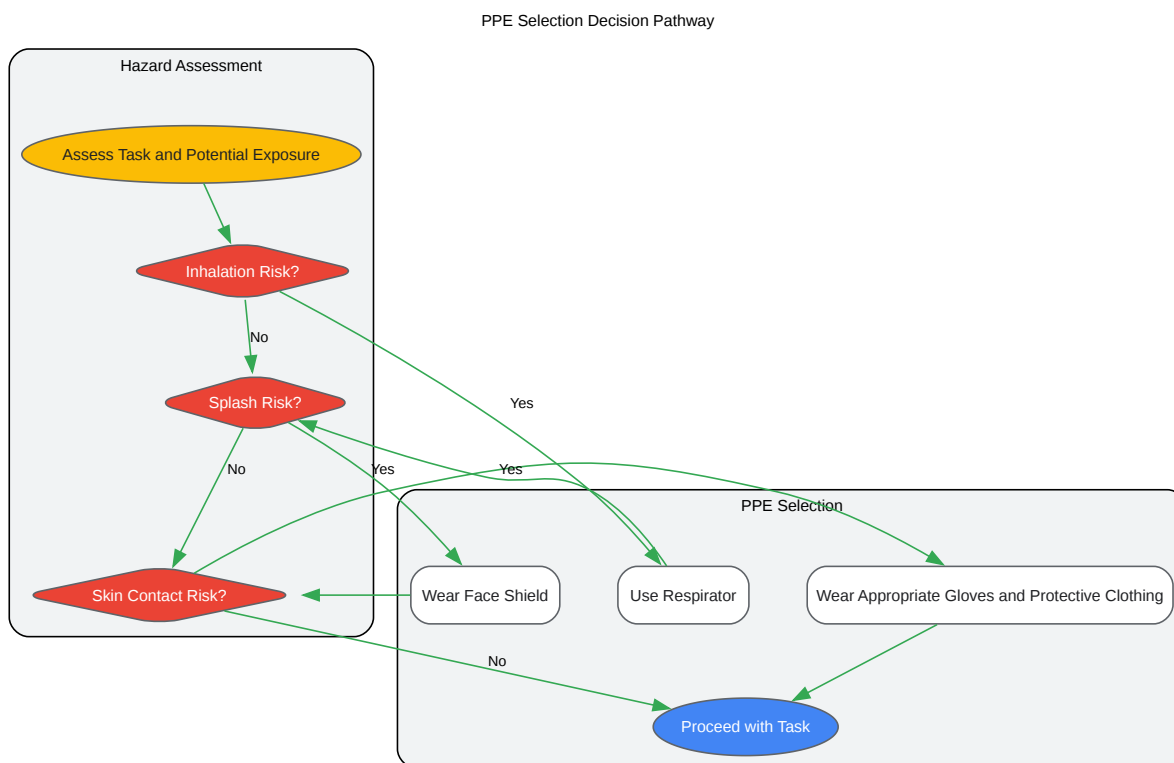 PPE Selection Decision Pathway
Hazard Assessment
Assess Task and Potential Exposure
Inhalation Risk?
No
Splash Risk?
Yes
No
Yes
Yes
PPE Selection
Skin Contact Risk?
Wear Face Shield
Use Respirator
Wear Appropriate Gloves and Protective Clothing
No
Proceed with Task